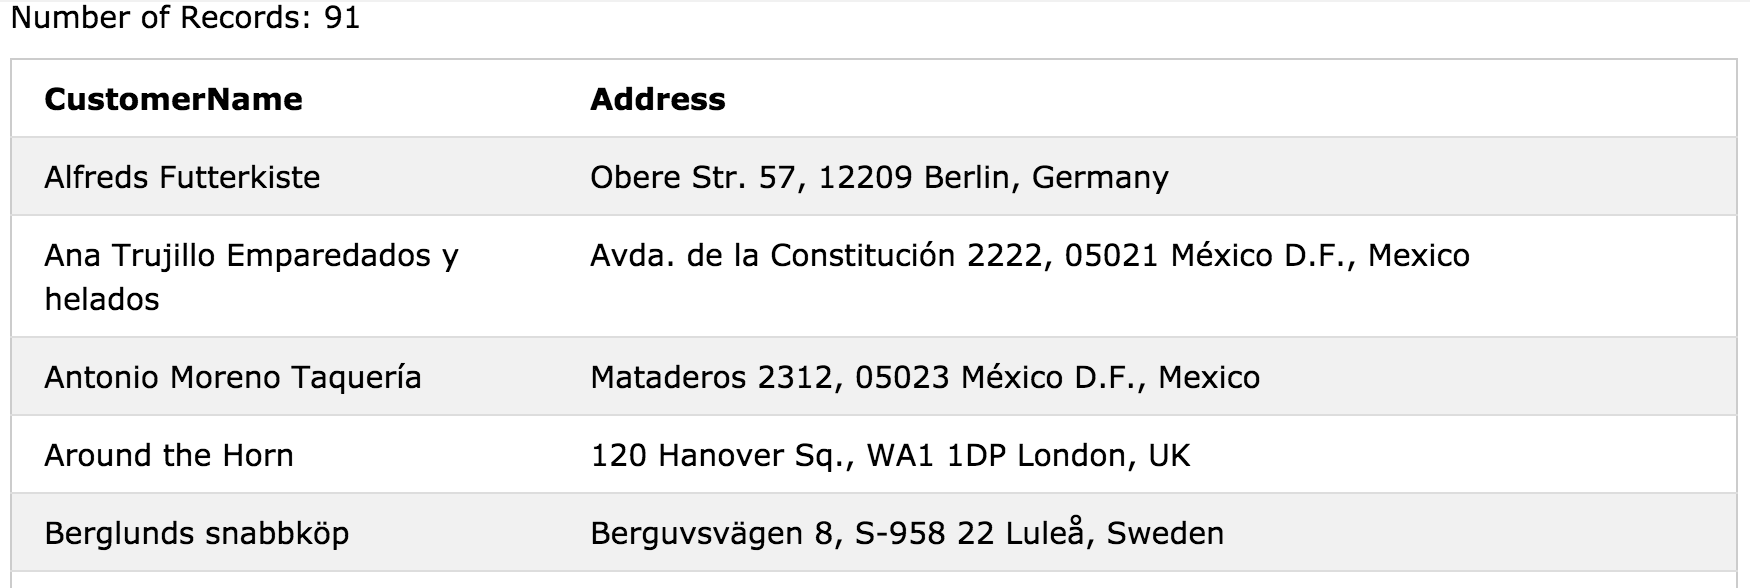 Number of Records: 91
CustomerName Address
Alfreds Futterkiste Obere Str. 57, 12209 Berlin, Germany
Ana Trujillo Emparedados y Avda. de la Constitución 2222, 05021 México D.F., Mexico
helados
Antonio Moreno Taquería Mataderos 2312, 05023 México D.F., Mexico
Around the Horn 120 Hanover Sq., WA1 1DP London, UK
Berglunds snabbköp Berguvsvägen 8, S-958 22 Luleå, Sweden